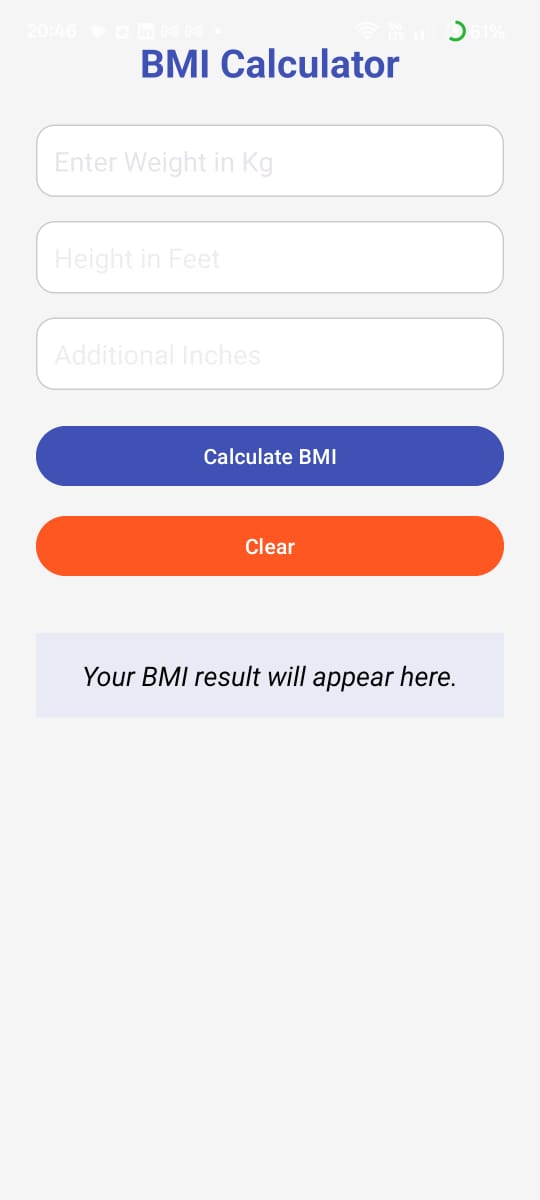 20:46 61%
BMI Calculator
Enter Weight in Kg
Height in Feet
Additional Inches
Calculate BMI
Clear
Your BMI result will appear here.